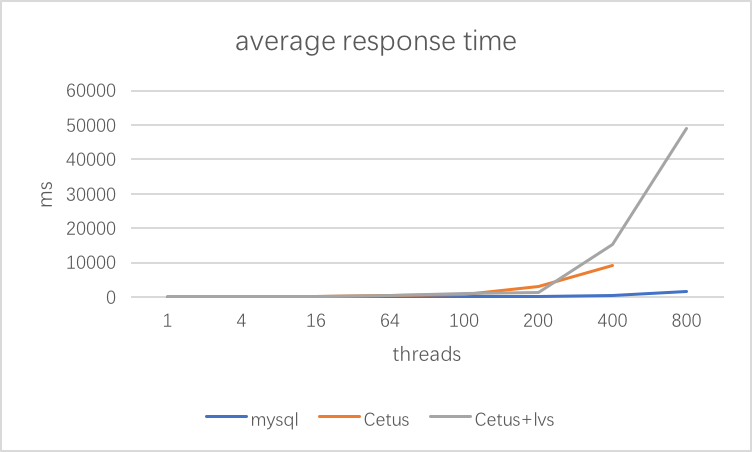 average response time
60000
50000
40000
30000
20000
10000
0
ms
1 4 16 64 100 200 400 800
threads
mysql Cetus Cetus+lvs